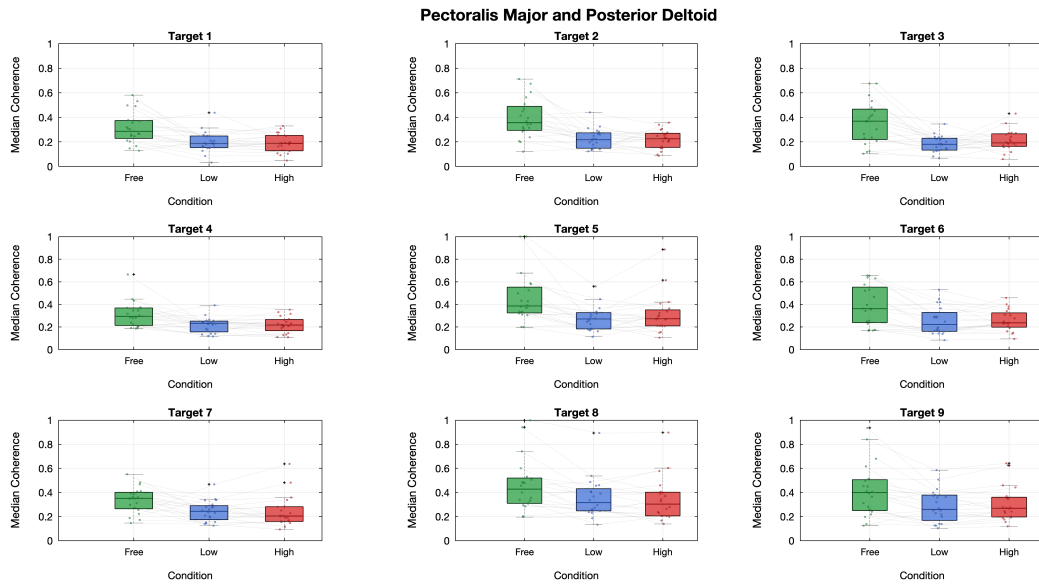 Pectoralis Major and Posterior Deltoid
Target 1
Median Coherence
1
0.8
0.6
0.4
0.2
0
Free
Low
High
Condition
Target 2
Median Coherence
1
0.8
0.6
0.4
0.2
0
Free
Low
High
Condition
Target 3
Median Coherence
1
0.8
0.6
0.4
0.2
0
Free
Low
High
Condition
Target 4
Median Coherence
1
0.8
0.6
0.4
0.2
0
Free
Low
High
Condition
Target 5
Median Coherence
1
0.8
0.6
0.4
0.2
0
Free
Low
High
Condition
Target 6
Median Coherence
1
0.8
0.6
0.4
0.2
0
Free
Low
High
Condition
Target 7
Median Coherence
1
0.8
0.6
0.4
0.2
0
Free
Low
High
Condition
Target 8
Median Coherence
1
0.8
0.6
0.4
0.2
0
Free
Low
High
Condition
Target 9
Median Coherence
1
0.8
0.6
0.4
0.2
0
Free
Low
High
Condition